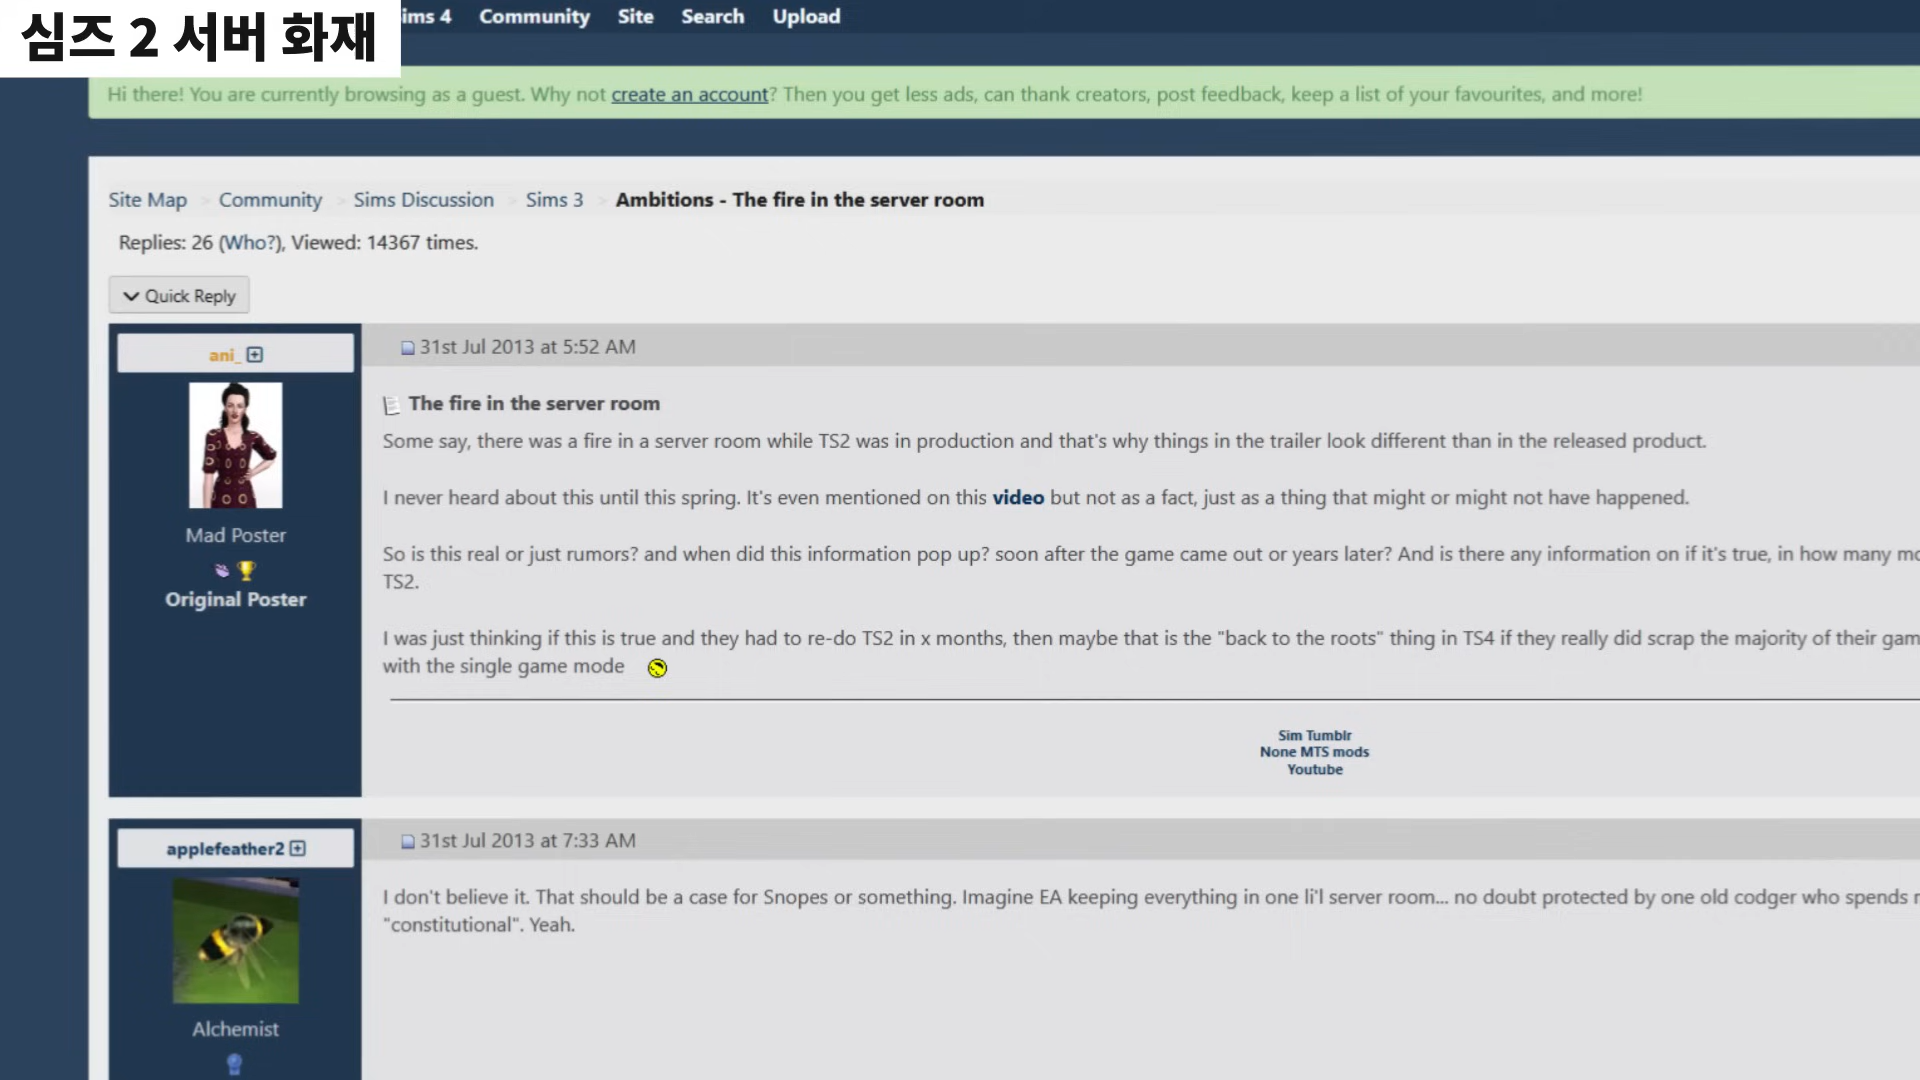 심즈 2 서버 화재
ims 4 Community Site Search Upload
Hi there! You are currently browsing as a guest. Why not create an account? Then you get less ads, can thank creators, post feedback, keep a list of your favourites, and more!
Site Map > Community > Sims Discussion > Sims 3 > Ambitions - The fire in the server room
Replies: 26 (Who?), Viewed: 14367 times.
Quick Reply
ani_
31st Jul 2013 at 5:52 AM
The fire in the server room
Some say, there was a fire in a server room while TS2 was in production and that's why things in the trailer look different than in the released product.
I never heard about this until this spring. It's even mentioned on this video but not as a fact, just as a thing that might or might not have happened.
So is this real or just rumors? and when did this information pop up? soon after the game came out or years later? And is there any information on if it's true, in how many mo
TS2.
I was just thinking if this is true and they had to re-do TS2 in x months, then maybe that is the "back to the roots" thing in TS4 if they really did scrap the majority of their gam
with the single game mode
Mad Poster
Original Poster
Sim Tumblr
None MTS mods
Youtube
applefeather2
31st Jul 2013 at 7:33 AM
I don't believe it. That should be a case for Snopes or something. Imagine EA keeping everything in one li'l server room... no doubt protected by one old codger who spends
"constitutional". Yeah.
Alchemist